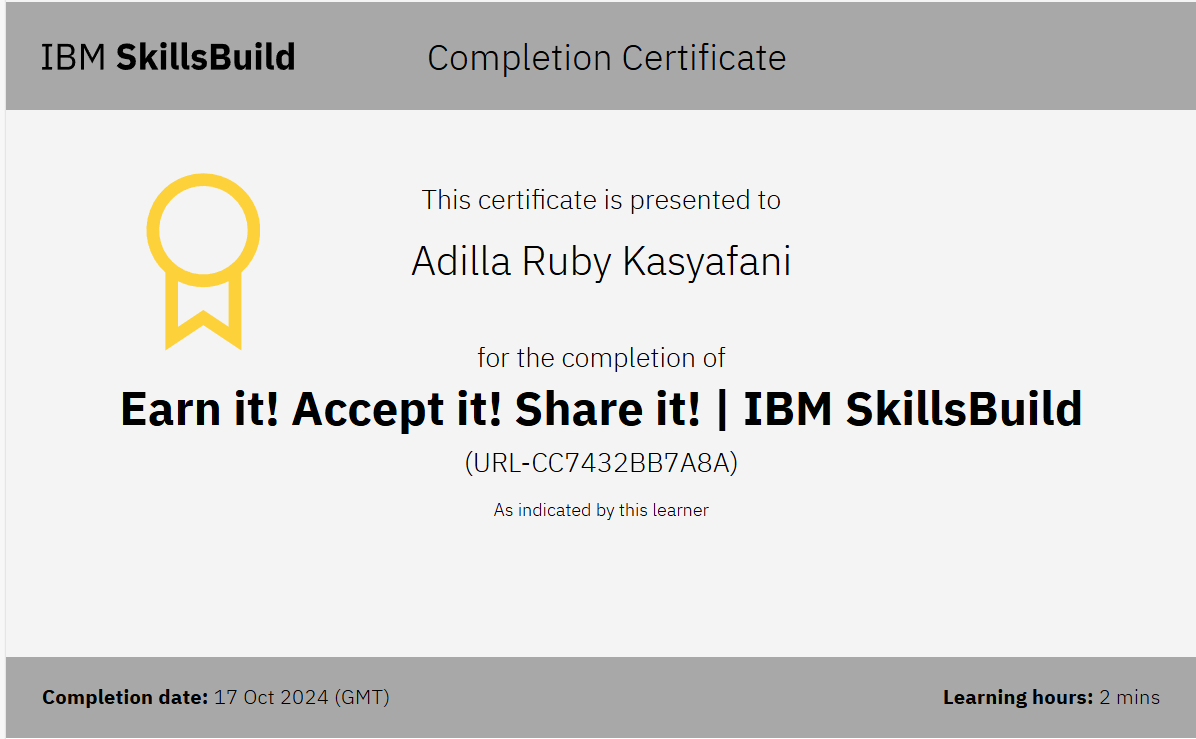 IBM SkillsBuild
Completion Certificate
This certificate is presented to
Adilla Ruby Kasyafani
for the completion of
Earn it! Accept it! Share it! | IBM SkillsBuild
(URL-CC7432BB7A8A)
As indicated by this learner
Completion date: 17 Oct 2024 (GMT)
Learning hours: 2 mins